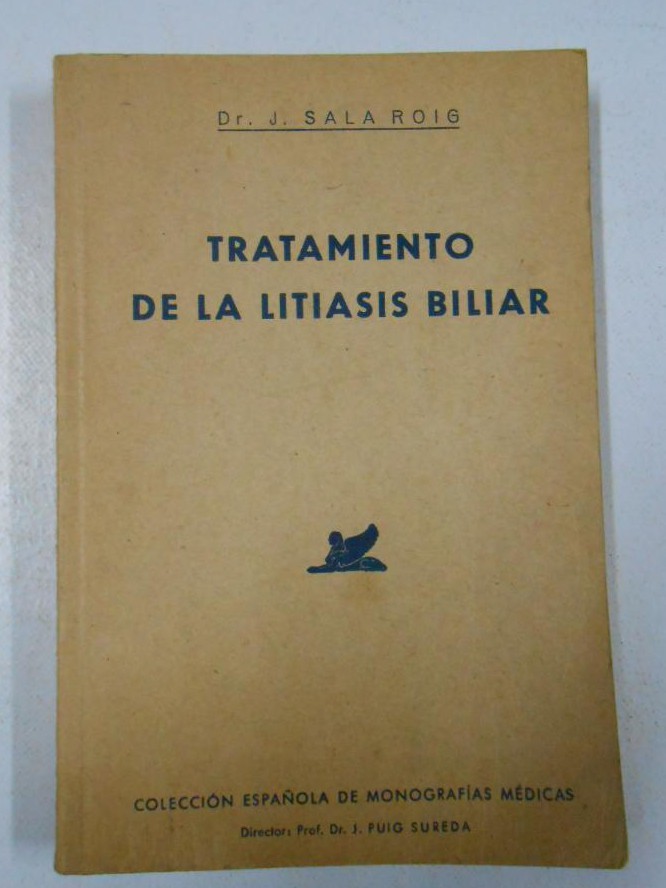 Dr. J. SALA ROIG
TRATAMIENTO
DE LA LITIASIS BILIAR
COLECCIÓN ESPAÑOLA DE MONOGRAFÍAS MÉDICAS
Director: Prof. Dr. J. PUIG SUREDA